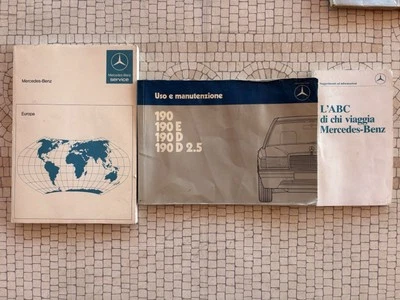 Mercedes-Benz
Mercedes-Benz
service
Europa
Uso e manutenzione
190
190 E
190 D
190 D 2.5
L'ABC
di chi viaggia
Mercedes-Benz